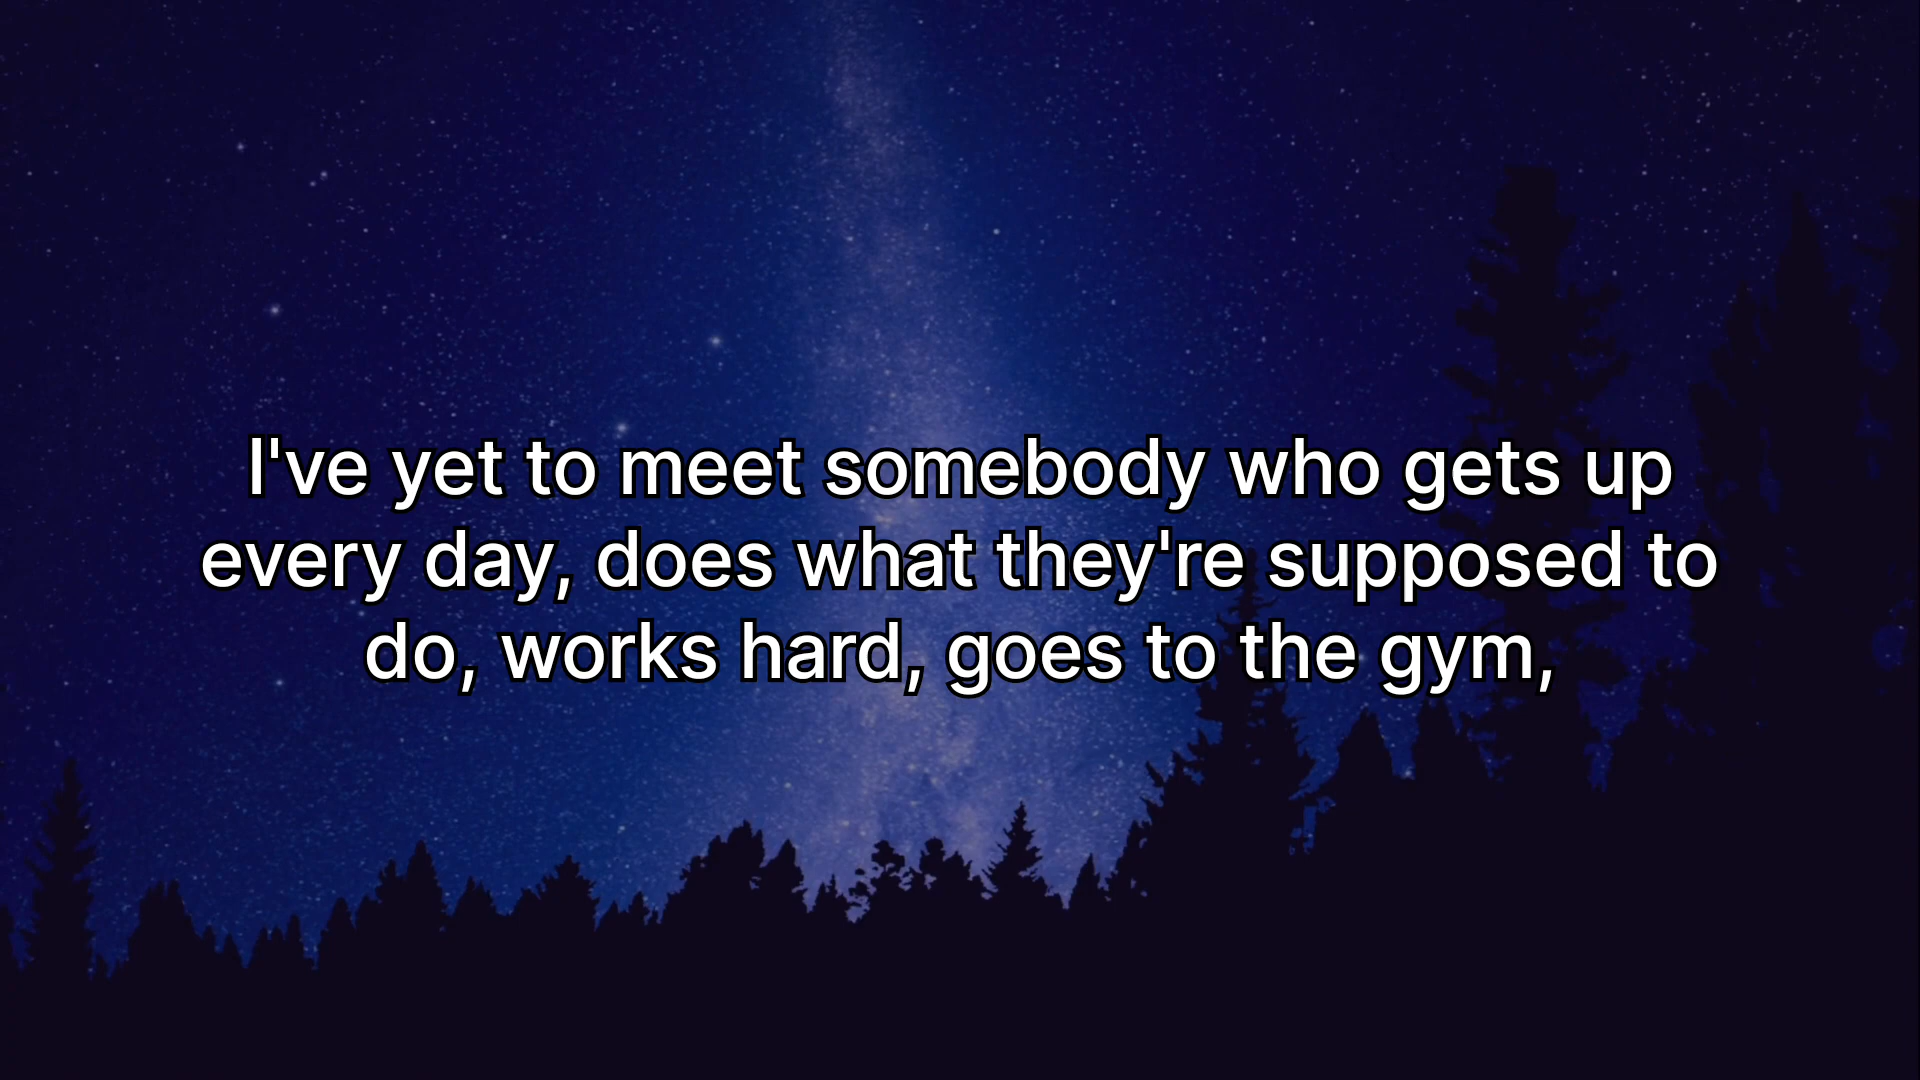 I've yet to meet somebody who gets up
every day, does what they're supposed to
do, works hard, goes to the gym,